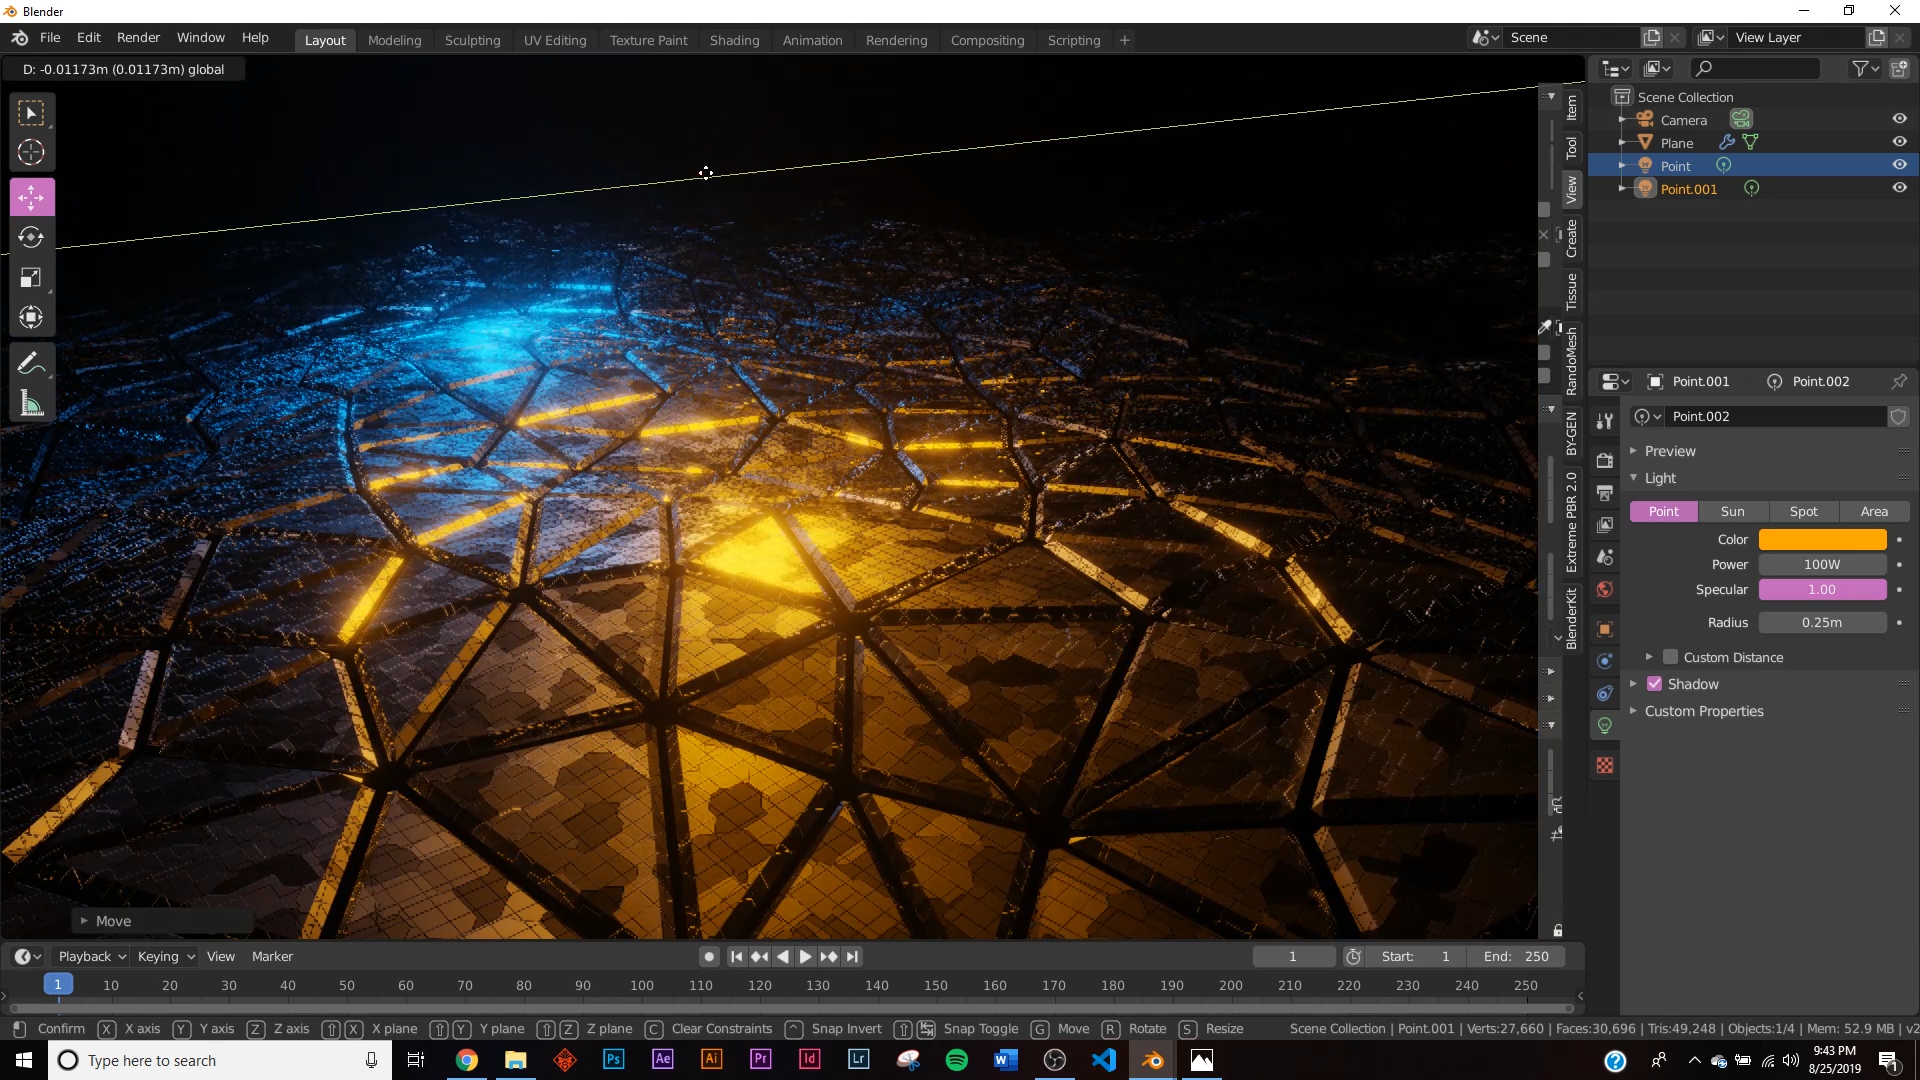 Blender
File Edit Render Window Help
Layout Modeling Sculpting UV Editing Texture Paint Shading Animation Rendering Compositing Scripting +
Scene
View Layer
D: -0.01173m (0.01173m) global
Item
Tool
View
Create
Tissue
RandoMesh
BY-GEN
Extreme PBR 2.0
BlenderKit
Scene Collection
Camera
Plane
Point
Point.001
Point.001 Point.002
Point.002
Preview
Light
Point Sun Spot Area
Color
Power 100W
Specular 1.00
Radius 0.25m
Custom Distance
Shadow
Custom Properties
Move
Playback Keying View Marker
1 Start: 1 End: 250
1 10 20 30 40 50 60 70 80 90 100 110 120 130 140 150 160 170 180 190 200 210 220 230 240 250
Confirm X X axis Y Y axis Z Z axis X X plane Y Y plane Z Z plane C Clear Constraints Snap Invert Snap Toggle G Move R Rotate S Resize
Scene Collection | Point.001 | Verts:27,660 | Faces:30,696 | Tris:49,248 | Objects:1/4 | Mem: 52.9 MB | v2
Type here to search
Ps Ae Ai Pr Id Lr W
9:43 PM
8/25/2019
1